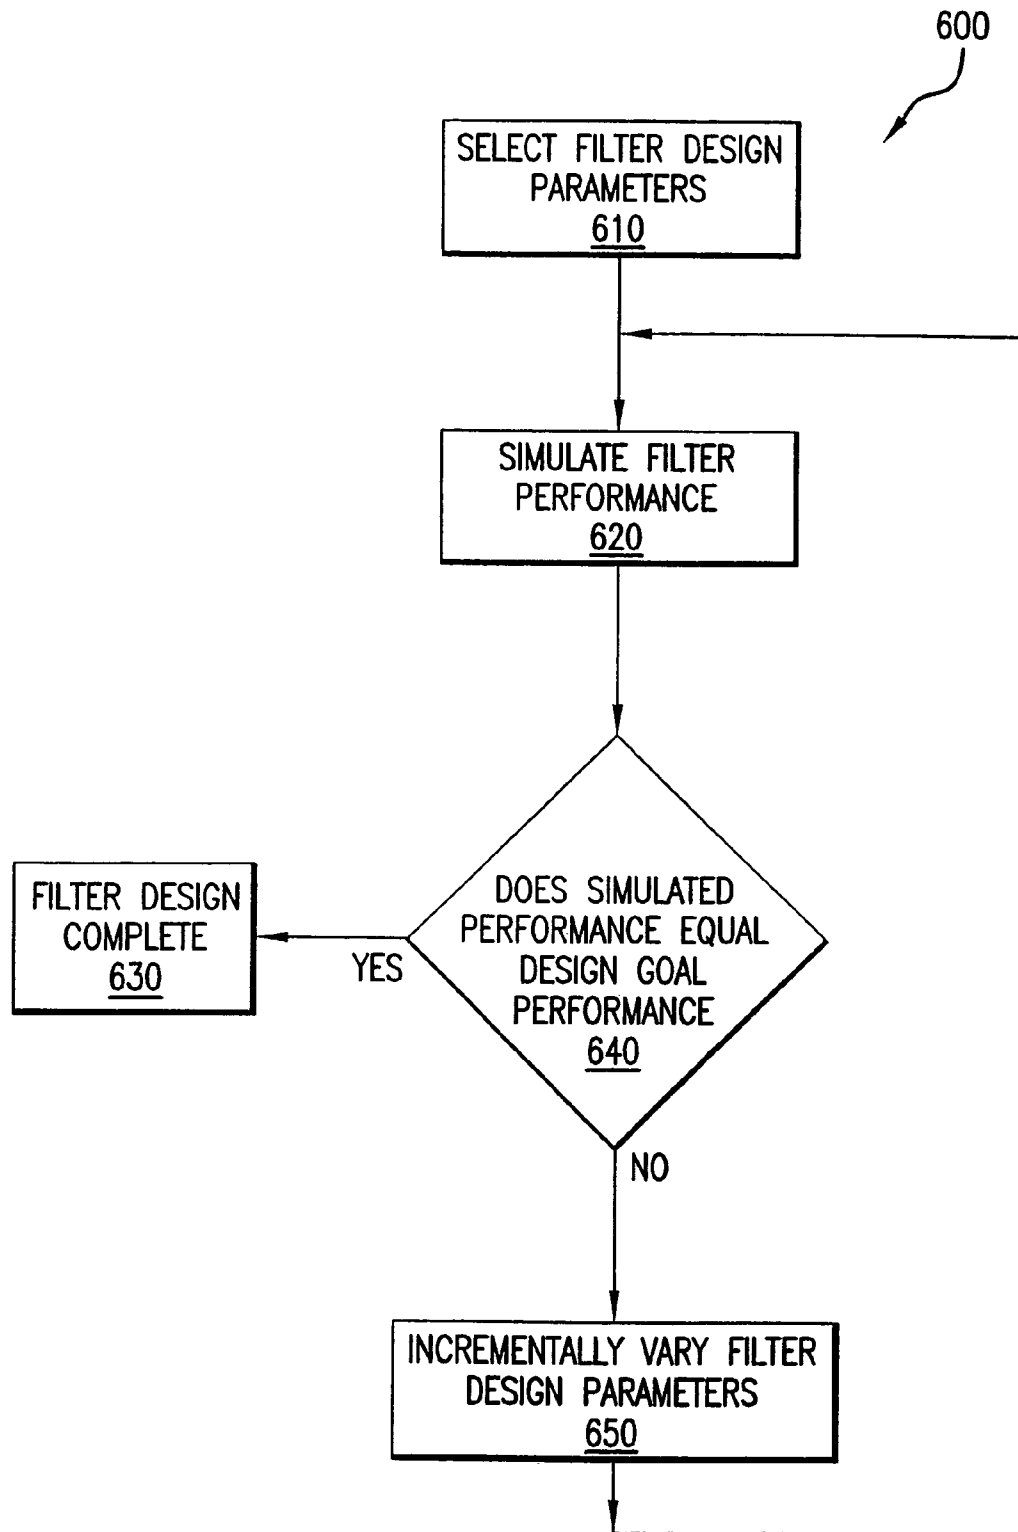 600
SELECT FILTER DESIGN
PARAMETERS
610
SIMULATE FILTER
PERFORMANCE
620
DOES SIMULATED
PERFORMANCE EQUAL
DESIGN GOAL
PERFORMANCE
640
YES
FILTER DESIGN
COMPLETE
630
NO
INCREMENTALLY VARY FILTER
DESIGN PARAMETERS
650